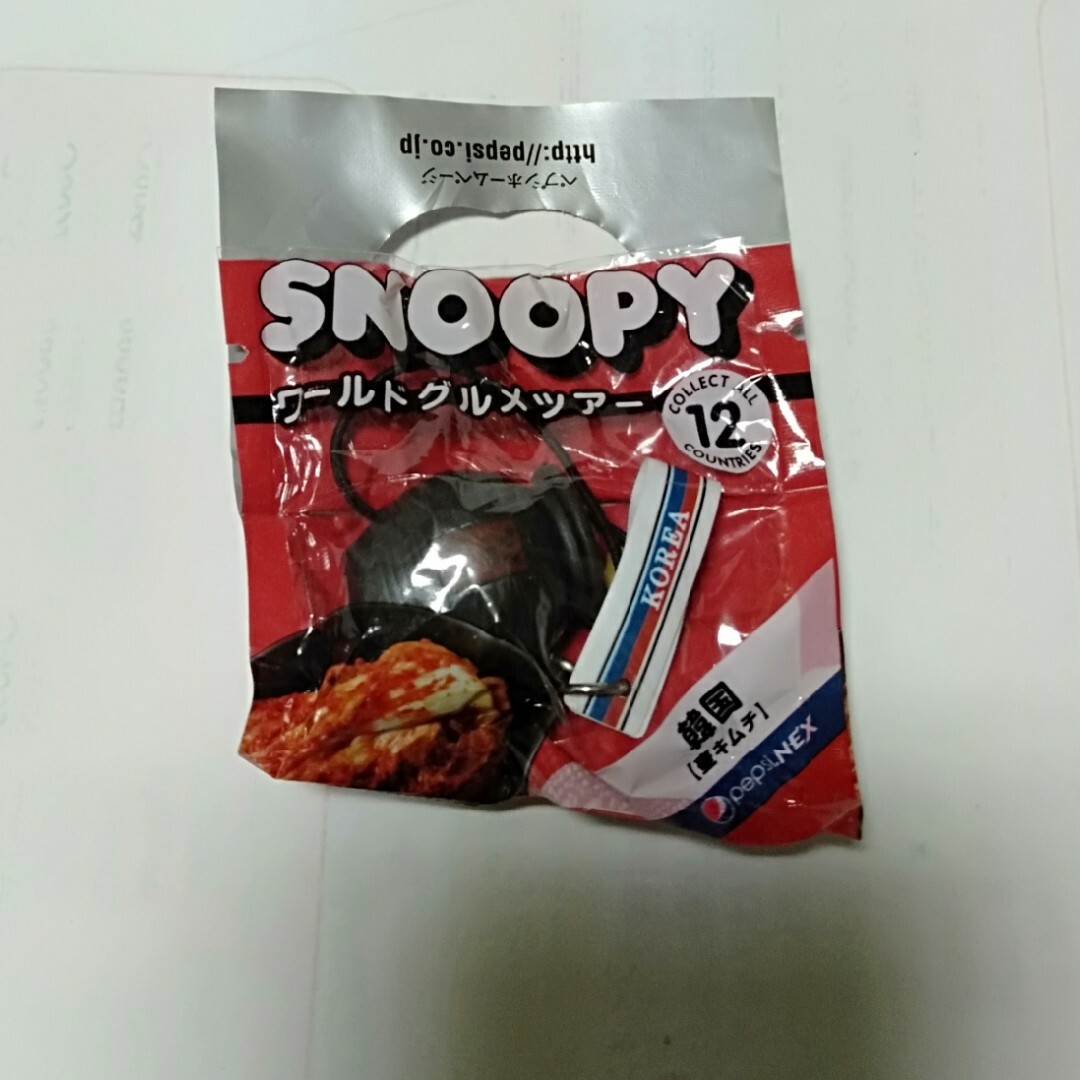 ペプシホームページ
http://pepsi.co.jp
SNOOPY
ワールドグルメツアー
COLLECT ALL
12
COUNTRIES
KOREA
韓国
[壺キムチ]
pepsi NEX